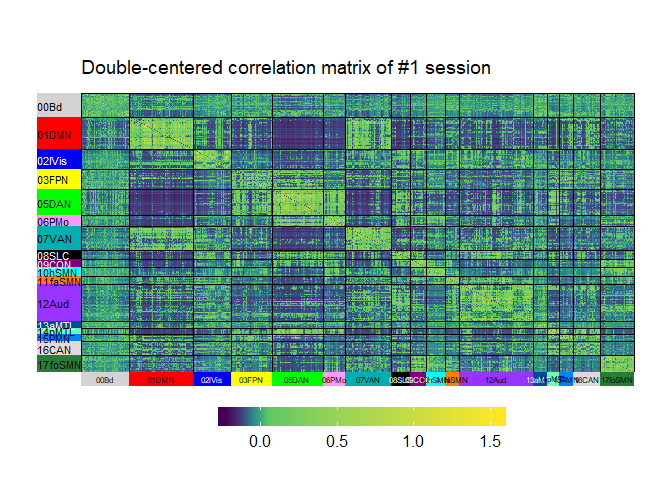 Double-centered correlation matrix of #1 session
00Bd
01DMN
02lVis
03FPN
05DAN
06PMo
07VAN
08SLC
09CON
10hSMN
11faSMN
12Aud
13aMTL
15PMN
16CAN
17foSMN
00Bd 01DMN 02lVis 03FPN 05DAN 06PMo 07VAN 12Aud 16CAN 17foSMN
0.0 0.5 1.0 1.5